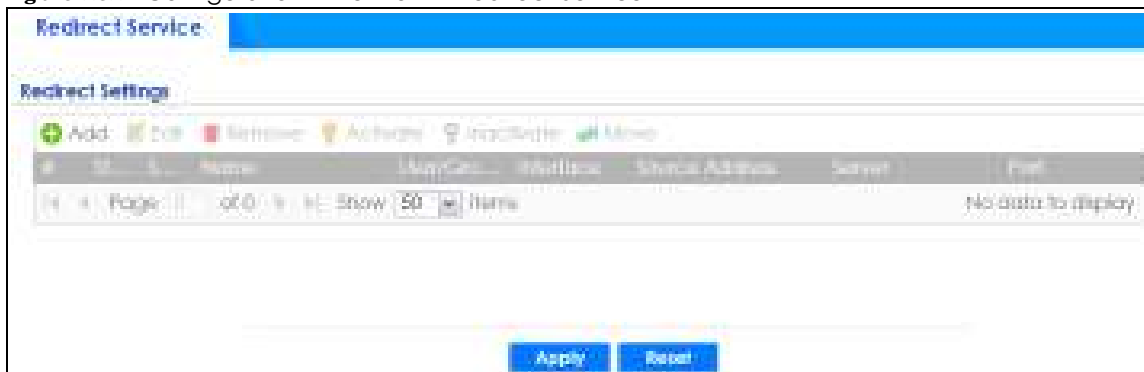 Redirect Service
Redirect Settings
Add Edit Remove Activate Inactivate Move
# Name Interface Source Address Server Port
Page of 0 Show 50 items No data to display
Apply Reset